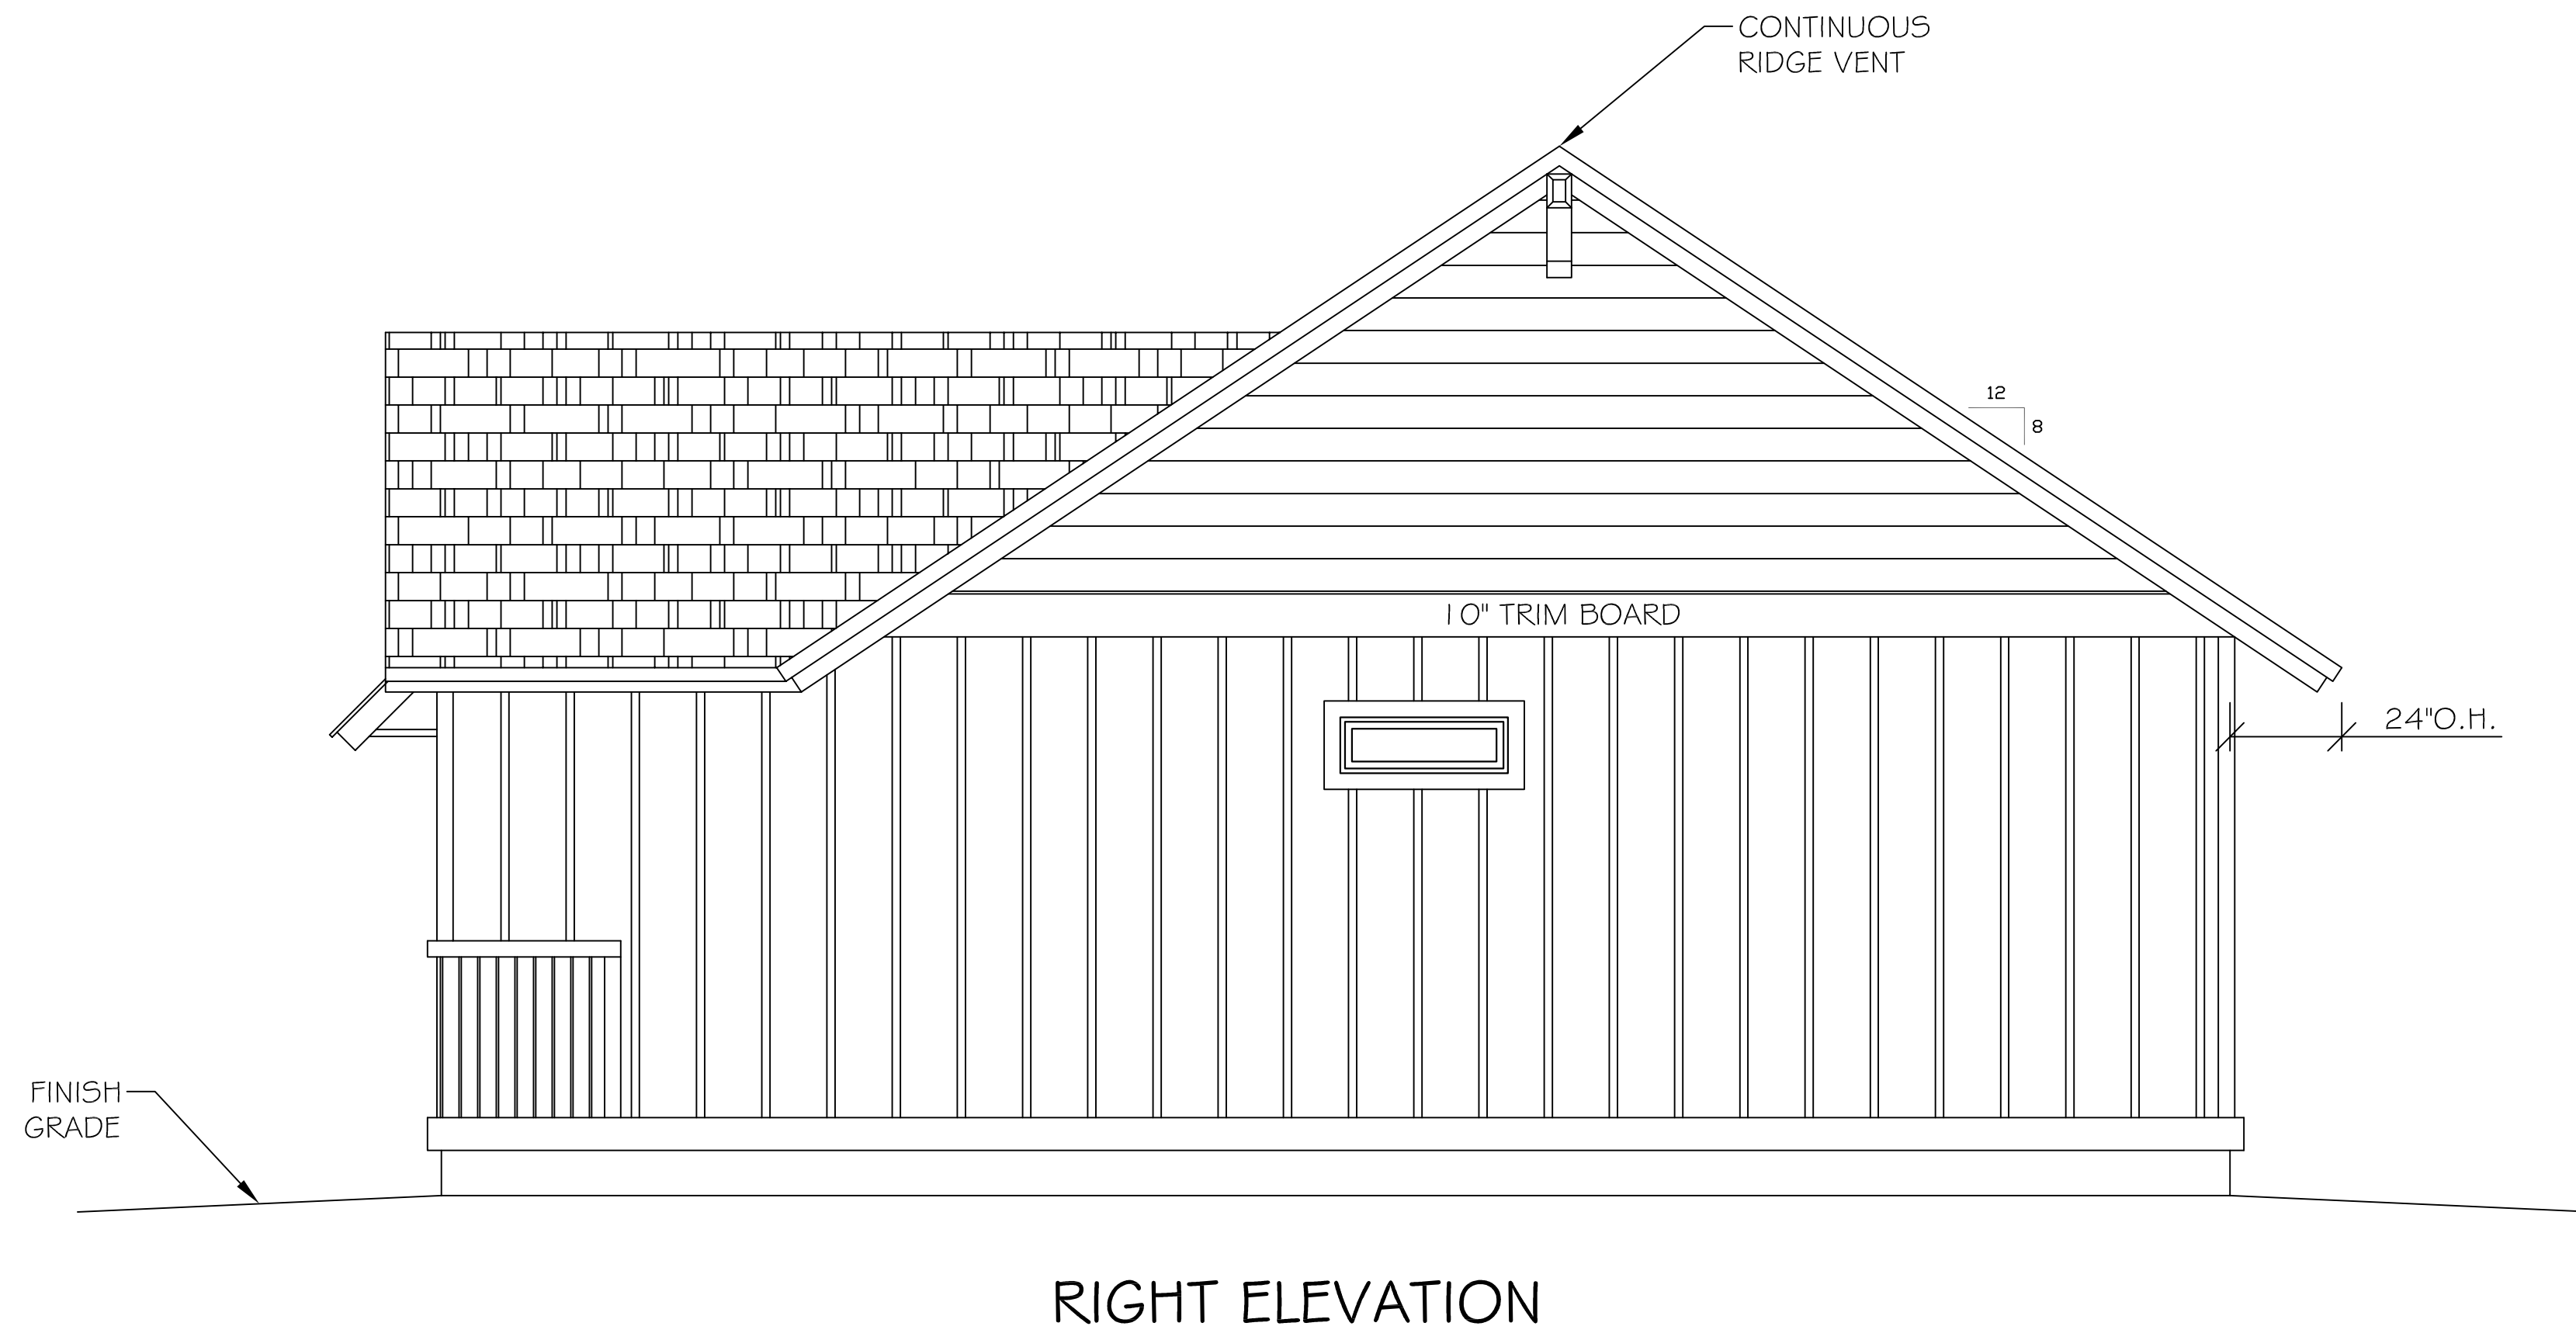 CONTINUOUS
RIDGE VENT
12
8
10" TRIM BOARD
24"O.H.
FINISH
GRADE
RIGHT ELEVATION